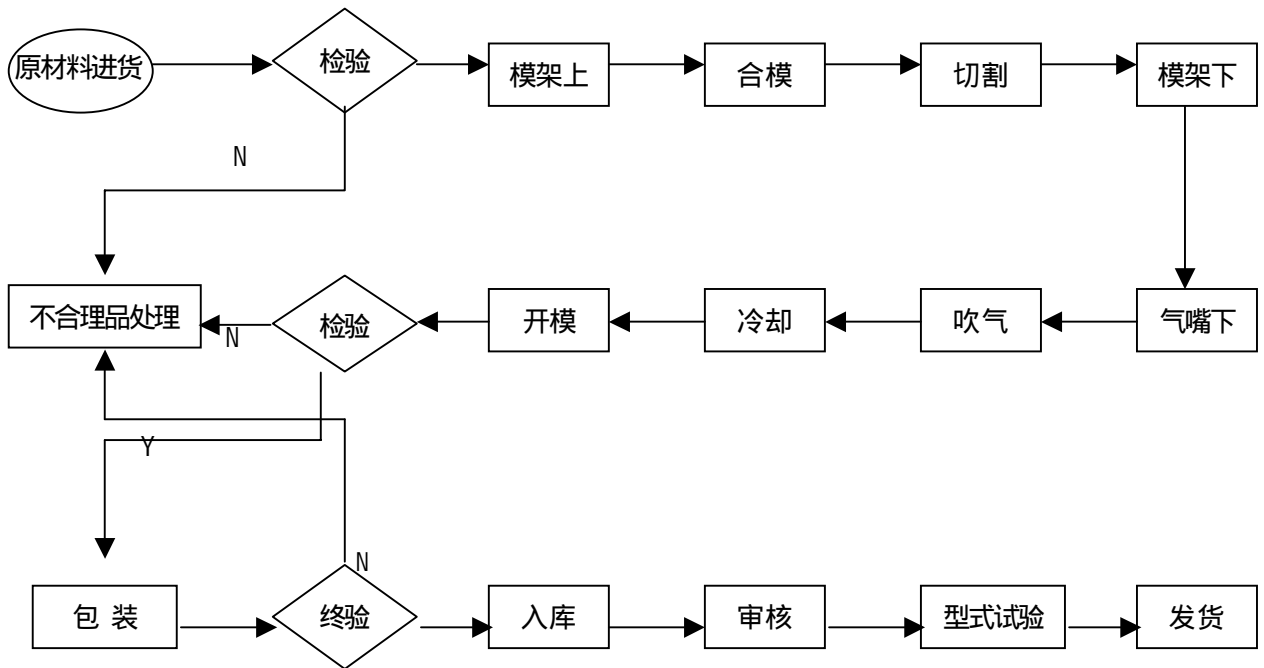 原材料进货
检验
模架上
合模
切割
模架下
N
不合理品处理
N
检验
开模
冷却
吹气
气嘴下
Y
N
包 装
终验
入库
审核
型式试验
发货